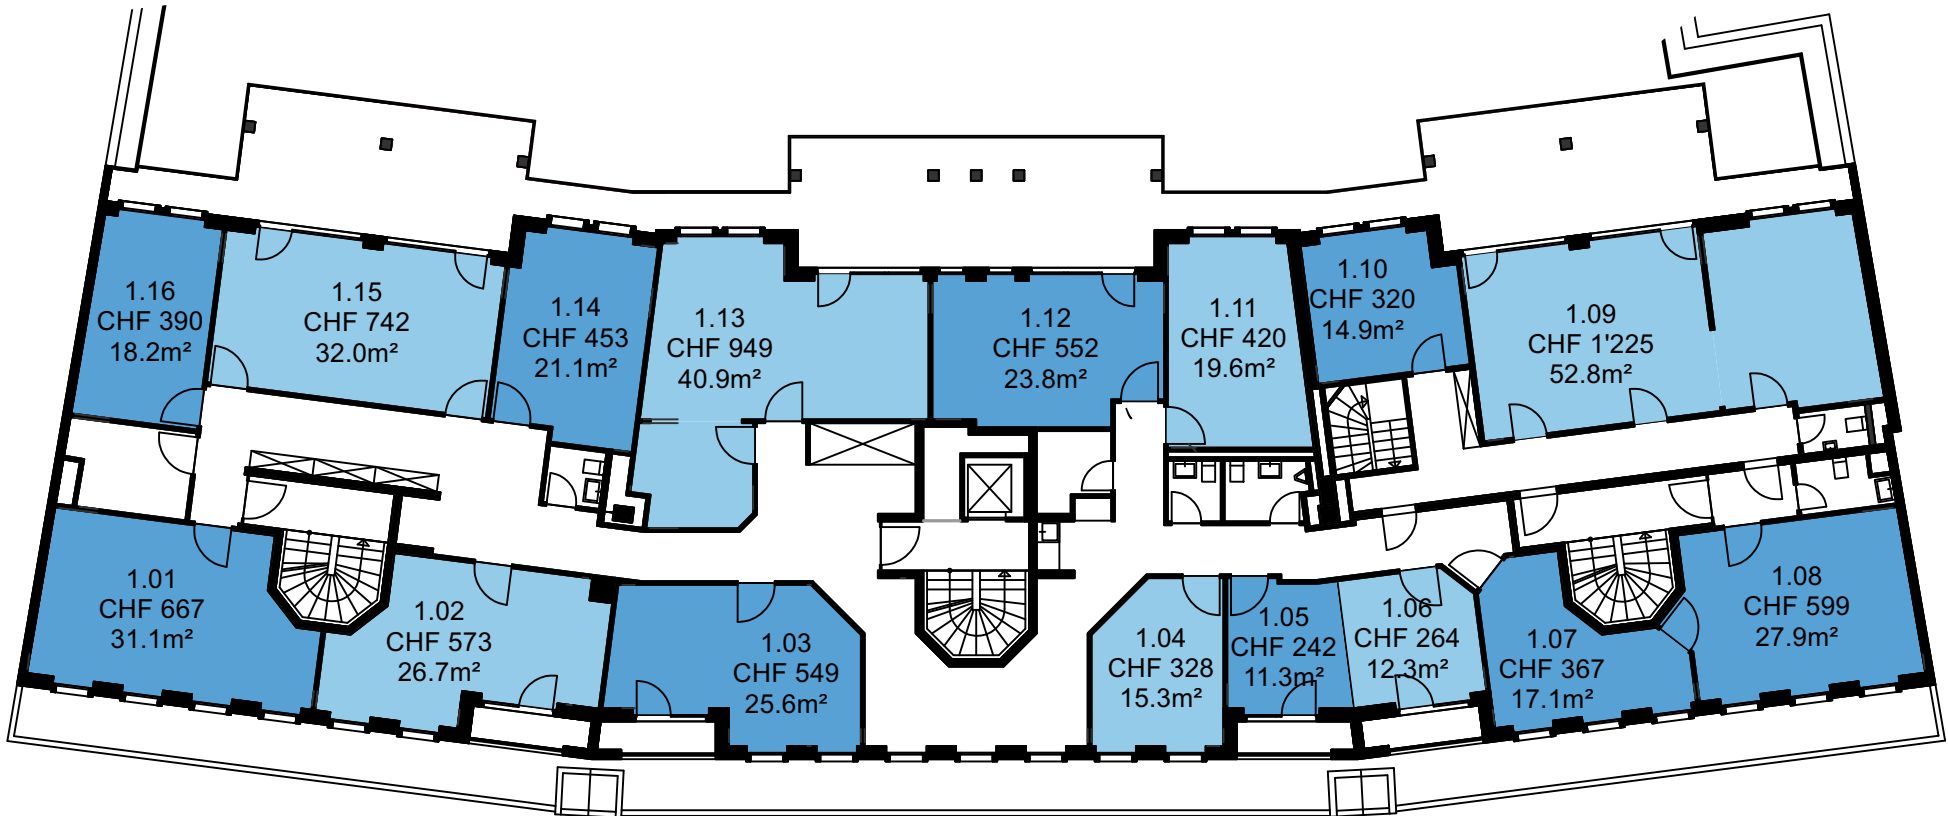 1.16
CHF 390
18.2m²
1.15
CHF 742
32.0m²
1.14
CHF 453
21.1m²
1.13
CHF 949
40.9m²
1.12
CHF 552
23.8m²
1.11
CHF 420
19.6m²
1.10
CHF 320
14.9m²
1.09
CHF 1'225
52.8m²
1.01
CHF 667
31.1m²
1.02
CHF 573
26.7m²
1.03
CHF 549
25.6m²
1.04
CHF 328
15.3m²
1.05
CHF 242
11.3m²
1.06
CHF 264
12.3m²
1.07
CHF 367
17.1m²
1.08
CHF 599
27.9m²